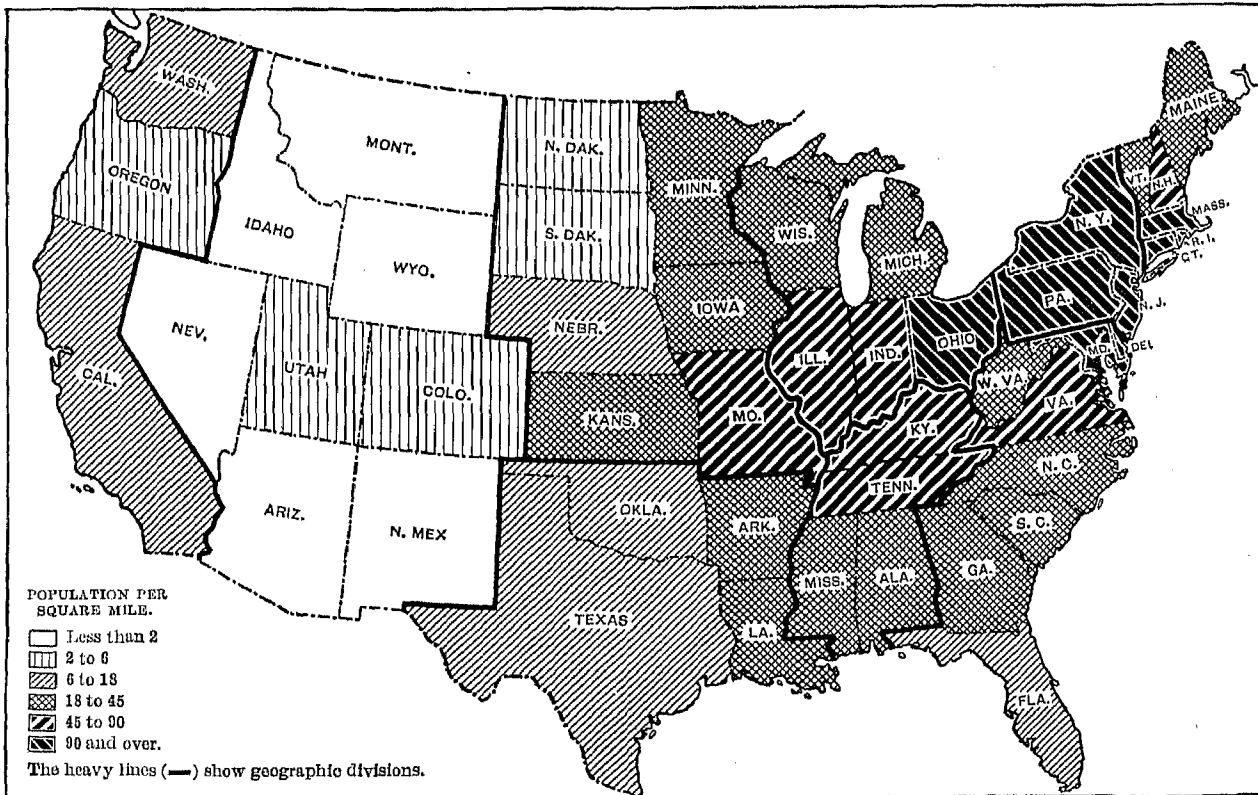 WASH.
MONT.
N. DAK.
MINN.
MAINE
VT.
N.H.
OREGON
IDAHO
S. DAK.
WIS.
MICH.
N. Y.
MASS.
R. I.
CT.
WYO.
IOWA
PA.
N. J.
NEV.
NEBR.
ILL.
IND.
OHIO
MD.
DEL.
CAL.
UTAH
COLO.
KANS.
MO.
W. VA.
VA.
KY.
N. C.
TENN.
ARIZ.
N. MEX
OKLA.
ARK.
S. C.
MISS.
ALA.
GA.
TEXAS
LA.
FLA.
POPULATION PER
SQUARE MILE.
Less than 2
2 to 6
6 to 18
18 to 45
45 to 90
90 and over.
The heavy lines (—) show geographic divisions.